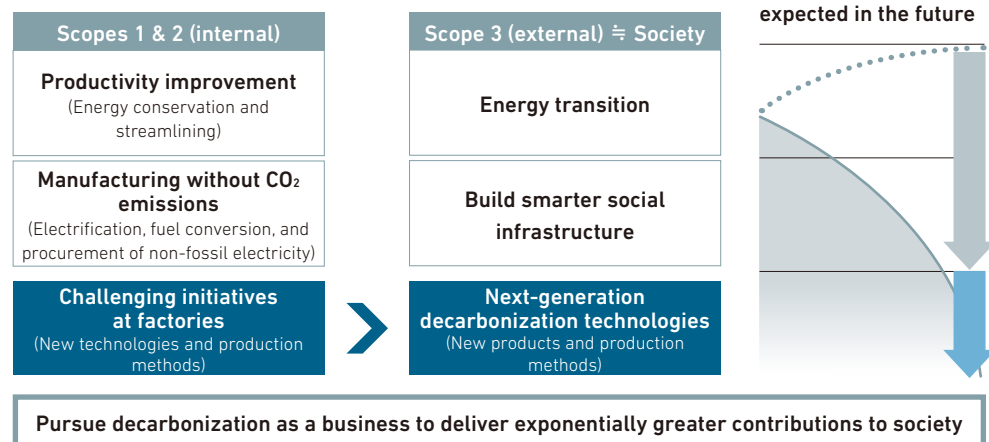 Scopes 1 & 2 (internal)
Productivity improvement
(Energy conservation and
streamlining)
Manufacturing without CO₂
emissions
(Electrification, fuel conversion, and
procurement of non-fossil electricity)
Challenging initiatives
at factories
(New technologies and production
methods)
Scope 3 (external) ≒ Society
Energy transition
Build smarter social
infrastructure
Next-generation
decarbonization technologies
(New products and production
methods)
expected in the future
Pursue decarbonization as a business to deliver exponentially greater contributions to society